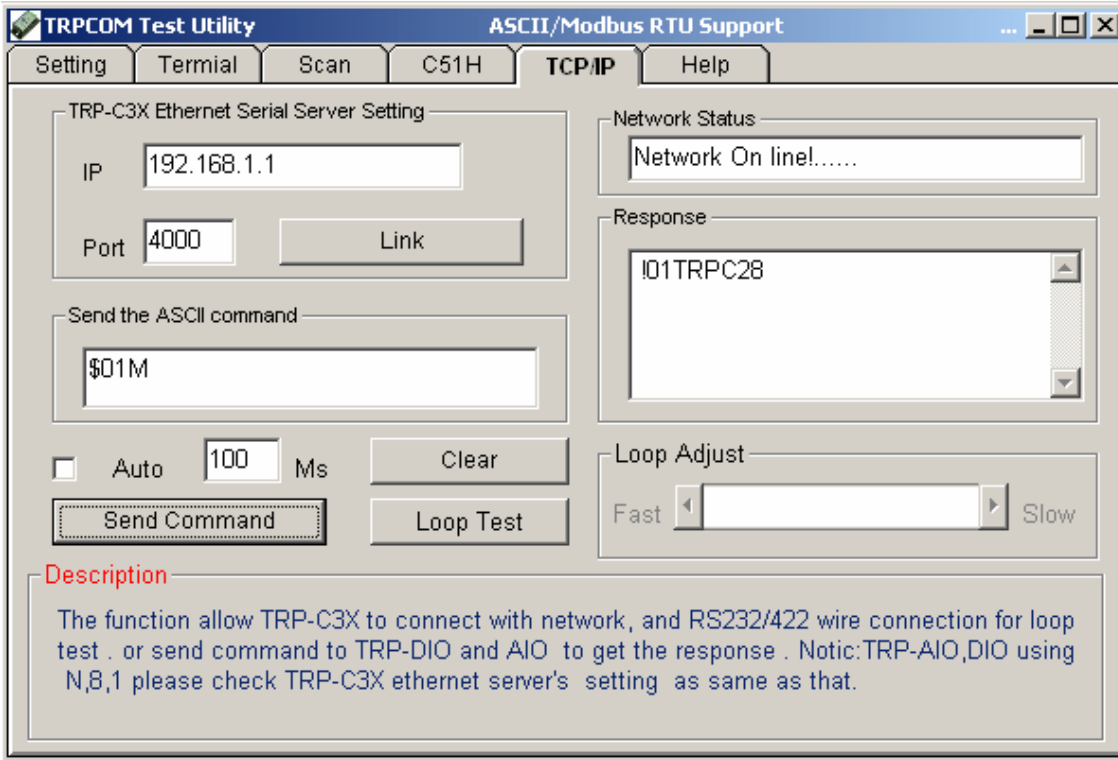 TRPCOM Test Utility ASCII/Modbus RTU Support ...
Setting Termial Scan C51H TCP/IP Help
TRP-C3X Ethernet Serial Server Setting
IP 192.168.1.1
Port 4000 Link
Send the ASCII command
$01M
Auto 100 Ms Clear
Send Command Loop Test
Network Status
Network On line!......
Response
!01TRPC28
Loop Adjust
Fast Slow
Description
The function allow TRP-C3X to connect with network, and RS232/422 wire connection for loop
test . or send command to TRP-DIO and AIO to get the response . Notic:TRP-AIO,DIO using
N,8,1 please check TRP-C3X ethernet server's setting as same as that.